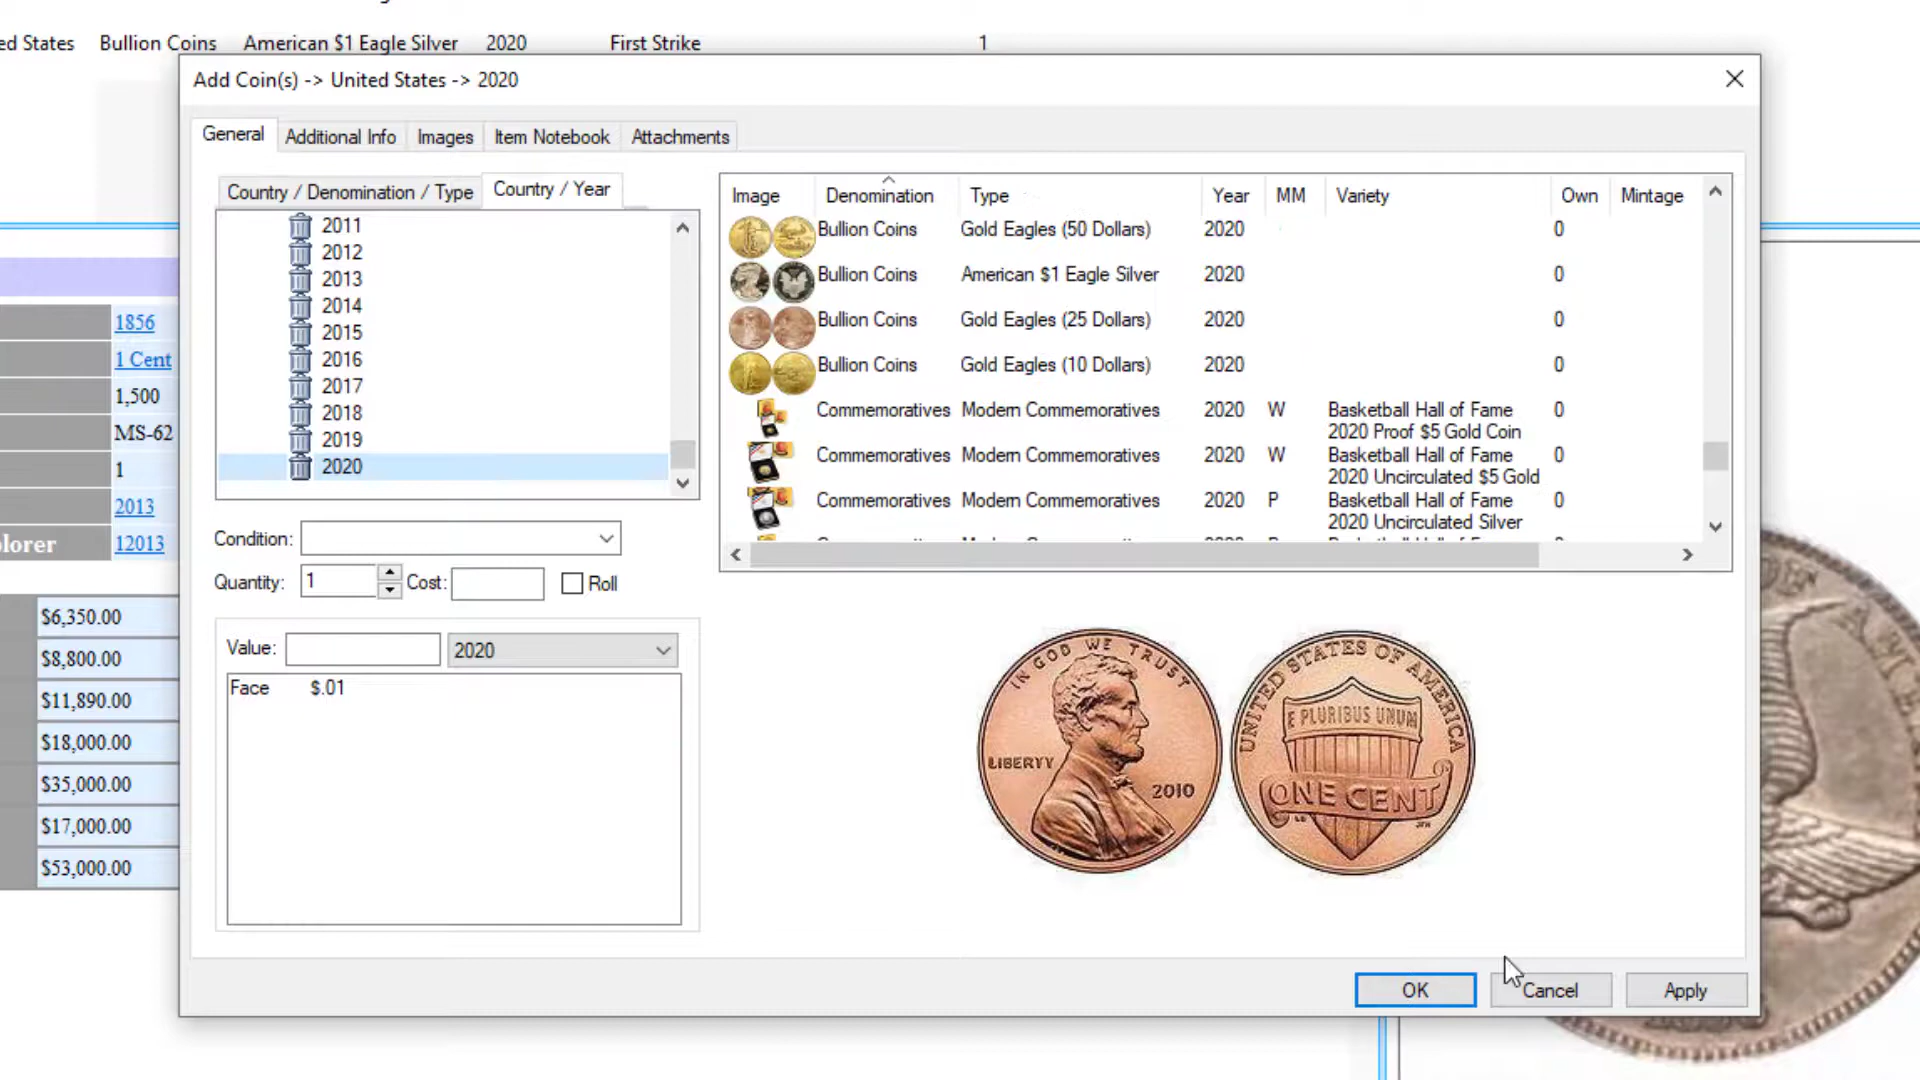 ed States Bullion Coins American $1 Eagle Silver 2020 First Strike 1
Add Coin(s) -> United States -> 2020
General Additional Info Images Item Notebook Attachments
Country / Denomination / Type Country / Year
2011
2012
2013
2014
2015
2016
2017
2018
2019
2020
Image Denomination Type Year MM Variety Own Mintage
Bullion Coins Gold Eagles (50 Dollars) 2020 0
Bullion Coins American $1 Eagle Silver 2020 0
Bullion Coins Gold Eagles (25 Dollars) 2020 0
Bullion Coins Gold Eagles (10 Dollars) 2020 0
Commemoratives Modern Commemoratives 2020 W Basketball Hall of Fame 0
2020 Proof $5 Gold Coin
Commemoratives Modern Commemoratives 2020 W Basketball Hall of Fame 0
2020 Uncirculated $5 Gold
Commemoratives Modern Commemoratives 2020 P Basketball Hall of Fame 0
2020 Uncirculated Silver
Condition:
Quantity: 1 Cost: Roll
Value: 2020
Face $.01
IN GOD WE TRUST
LIBERTY
2010
UNITED STATES OF AMERICA
E PLURIBUS UNUM
ONE CENT
OK Cancel Apply
1856
1 Cent
1,500
MS-62
1
2013
lorer 12013
$6,350.00
$8,800.00
$11,890.00
$18,000.00
$35,000.00
$17,000.00
$53,000.00